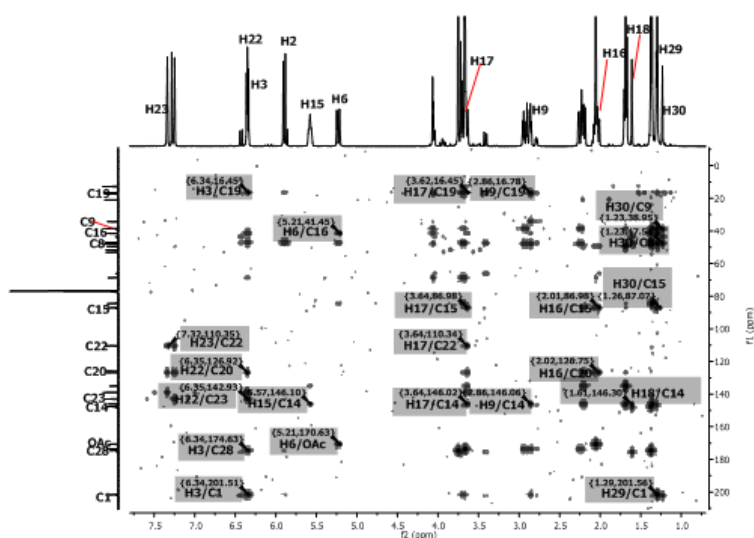 H22
H2
H18
H29
H17
H16
H3
H23
H15
H6
H9
H30
0
20
40
60
80
100
120
140
160
180
200
f1 (ppm)
C19
C9
C16
C8
C15
C22
C20
C23
C14
OAc
C28
C1
{6.34,16.45}
H3/C19
{3.62,16.45}
H17/C19
{2.86,16.78}
H9/C19
{5.21,41.45}
H6/C16
H30/C9
{1.23,38.95}
H30/C15
{3.64,86.98}
H17/C15
{2.01,86.98}
H16/C15
{1.26,87.07}
{7.32,110.35}
H23/C22
{3.64,110.34}
H17/C22
{6.35,126.92}
H22/C20
{2.02,126.75}
H16/C20
{6.35,142.93}
H22/C23
H15/C14
{3.64,146.02}
H17/C14
{2.86,146.06}
H9/C14
{1.61,146.30}
H18/C14
{6.34,174.63}
H3/C28
{5.21,170.63}
H6/OAc
{6.34,201.51}
H3/C1
{1.29,201.56}
H29/C1
7.5 7.0 6.5 6.0 5.5 5.0 4.5 4.0 3.5 3.0 2.5 2.0 1.5 1.0
f2 (ppm)